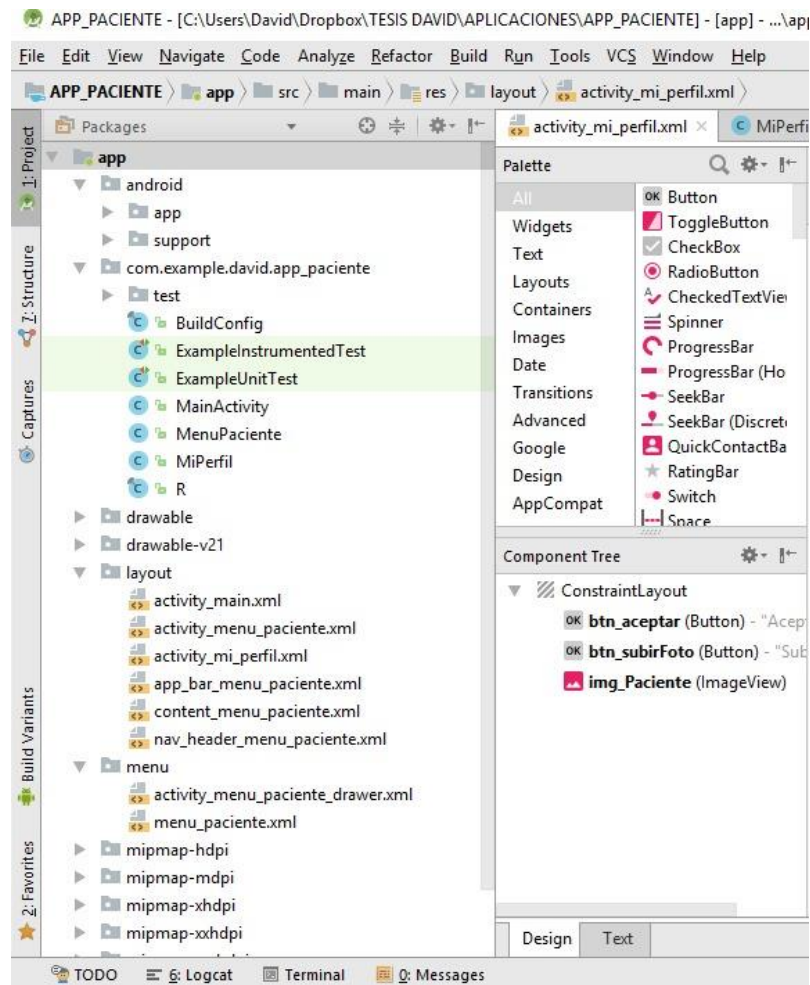 APP_PACIENTE - [C:\Users\David\Dropbox\TESIS DAVID\APLICACIONES\APP_PACIENTE] - [app] - ...\app
File Edit View Navigate Code Analyze Refactor Build Run Tools VCS Window Help
APP_PACIENTE app src main res layout activity_mi_perfil.xml
1: Project
7: Structure
Captures
Build Variants
2: Favorites
Packages
app
android
app
support
com.example.david.app_paciente
test
BuildConfig
ExampleInstrumentedTest
ExampleUnitTest
MainActivity
MenuPaciente
MiPerfil
R
drawable
drawable-v21
layout
activity_main.xml
activity_menu_paciente.xml
activity_mi_perfil.xml
app_bar_menu_paciente.xml
content_menu_paciente.xml
nav_header_menu_paciente.xml
menu
activity_menu_paciente_drawer.xml
menu_paciente.xml
mipmap-hdpi
mipmap-mdpi
mipmap-xhdpi
mipmap-xxhdpi
activity_mi_perfil.xml MiPerfi
Palette
All
Widgets
Text
Layouts
Containers
Images
Date
Transitions
Advanced
Google
Design
AppCompat
OK Button
ToggleButton
CheckBox
RadioButton
CheckedTextVie
Spinner
ProgressBar
ProgressBar (Ho
SeekBar
SeekBar (Discret
QuickContactBa
RatingBar
Switch
Space
Component Tree
ConstraintLayout
OK btn_aceptar (Button) - "Acep
OK btn_subirFoto (Button) - "Sub
img_Paciente (ImageView)
Design Text
TODO 6: Logcat Terminal 0: Messages